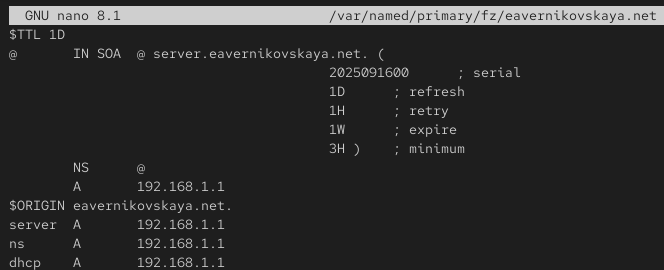 GNU nano 8.1 /var/named/primary/fz/eavernikovskaya.net
$TTL 1D
@ IN SOA @ server.eavernikovskaya.net. (
2025091600 ; serial
1D ; refresh
1H ; retry
1W ; expire
3H ) ; minimum
NS @
A 192.168.1.1
$ORIGIN eavernikovskaya.net.
server A 192.168.1.1
ns A 192.168.1.1
dhcp A 192.168.1.1